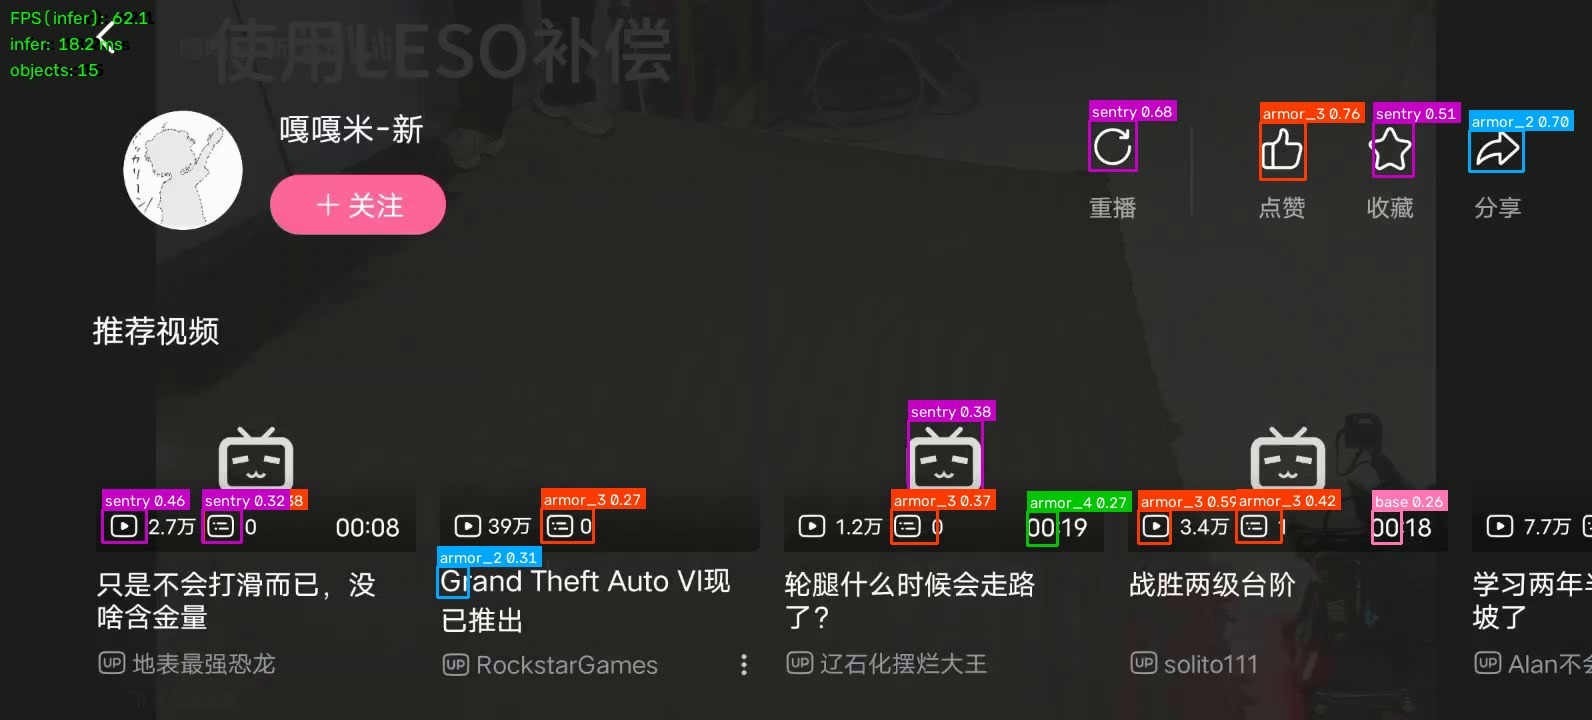 FPS(infer): 62.1
infer: 18.2 ms
objects: 15
使用LESO补偿
嘎嘎米-新
+ 关注
sentry 0.68
armor_3 0.76
sentry 0.51
armor_2 0.70
重播
点赞
收藏
分享
推荐视频
sentry 0.38
sentry 0.46
sentry 0.32
38
armor_3 0.27
armor_3 0.37
armor_4 0.27
armor_3 0.59
armor_3 0.42
base 0.26
2.7万
0
00:08
39万
0
1.2万
0
00:19
3.4万
1
00:18
7.7万
armor_2 0.31
只是不会打滑而已，没
啥含金量
UP 地表最强恐龙
Grand Theft Auto VI现
已推出
UP RockstarGames
轮腿什么时候会走路
了？
UP 辽石化摆烂大王
战胜两级台阶
UP solito111
学习两年半
坡了
UP Alan不会